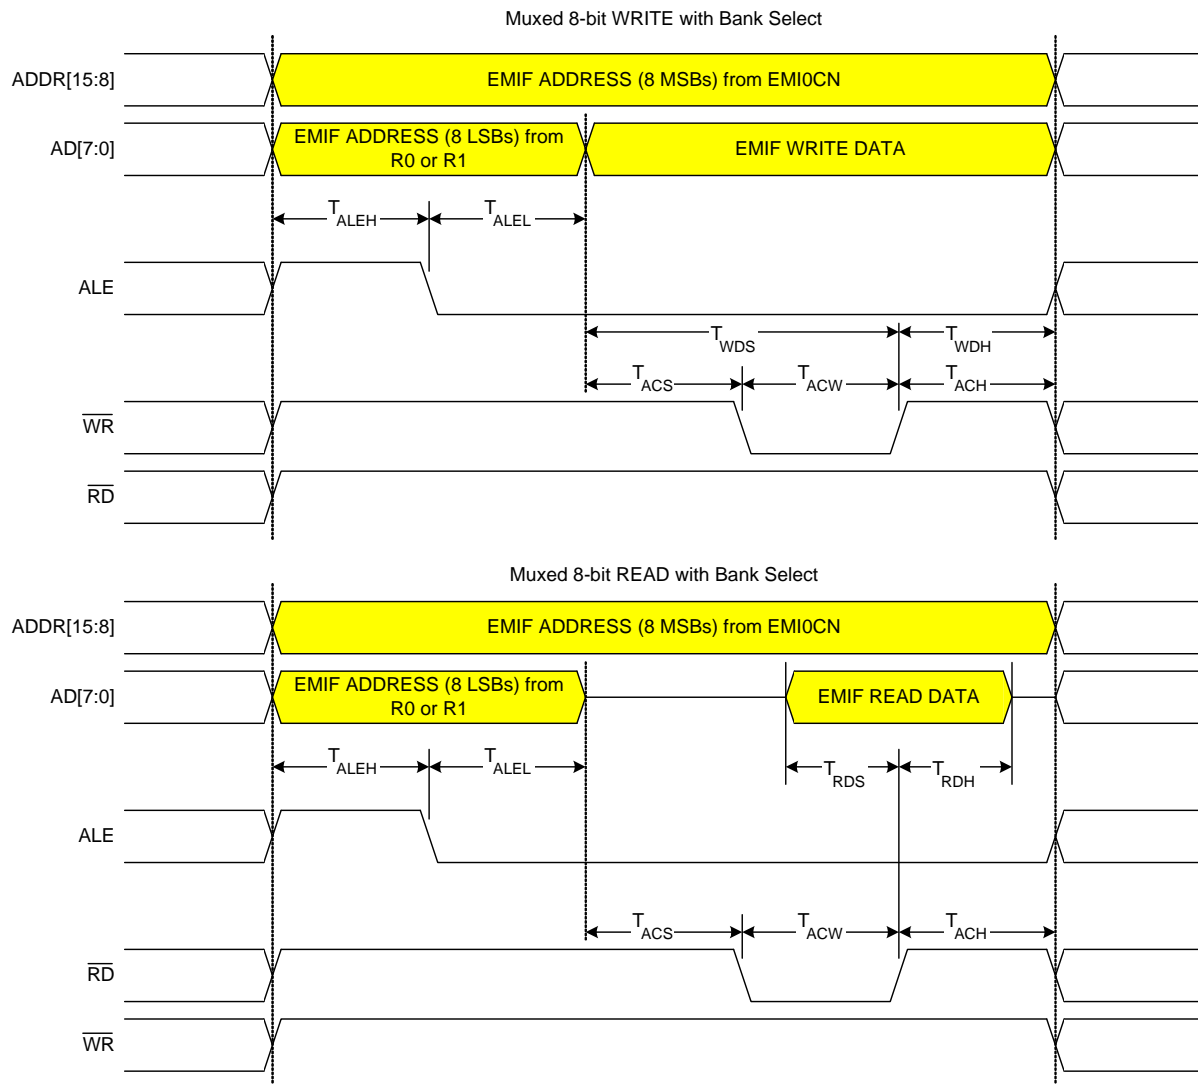 Muxed 8-bit WRITE with Bank Select
ADDR[15:8]
EMIF ADDRESS (8 MSBs) from EMI0CN
AD[7:0]
EMIF ADDRESS (8 LSBs) from
R0 or R1
EMIF WRITE DATA
TALEH
TALEL
ALE
TWDS
TWDH
TACS
TACW
TACH
WR
RD
Muxed 8-bit READ with Bank Select
ADDR[15:8]
EMIF ADDRESS (8 MSBs) from EMI0CN
AD[7:0]
EMIF ADDRESS (8 LSBs) from
R0 or R1
EMIF READ DATA
TALEH
TALEL
TRDS
TRDH
ALE
TACS
TACW
TACH
RD
WR